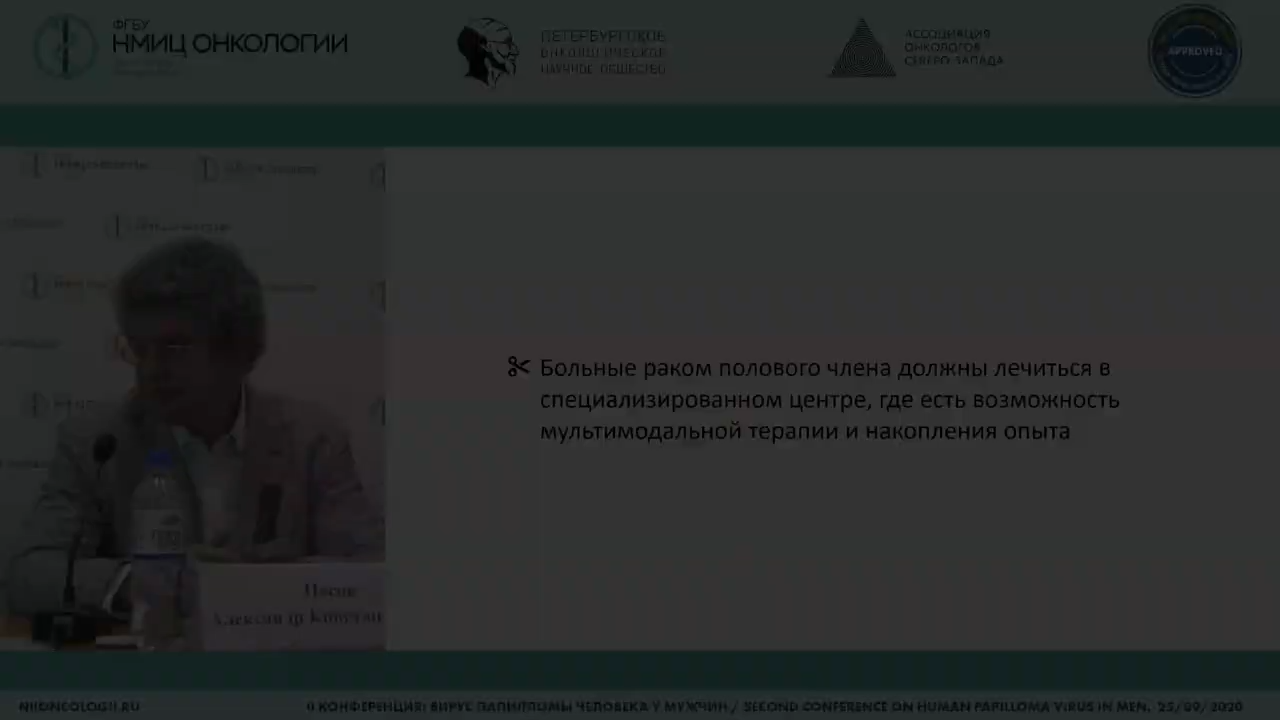 ФГБУ
НМИЦ ОНКОЛОГИИ
ПЕТЕРБУРГСКОЕ
ОНКОЛОГИЧЕСКОЕ
НАУЧНОЕ ОБЩЕСТВО
АССОЦИАЦИЯ
ОНКОЛОГОВ
СЕВЕРО-ЗАПАДА
APPROVED
✂ Больные раком полового члена должны лечиться в
специализированном центре, где есть возможность
мультимодальной терапии и накопления опыта
Александр Констан
NIIONCOLOGII.RU
II КОНФЕРЕНЦИЯ: ВИРУС ПАПИЛЛОМЫ ЧЕЛОВЕКА У МУЖЧИН / SECOND CONFERENCE ON HUMAN PAPILLOMA VIRUS IN MEN, 25/09/2020